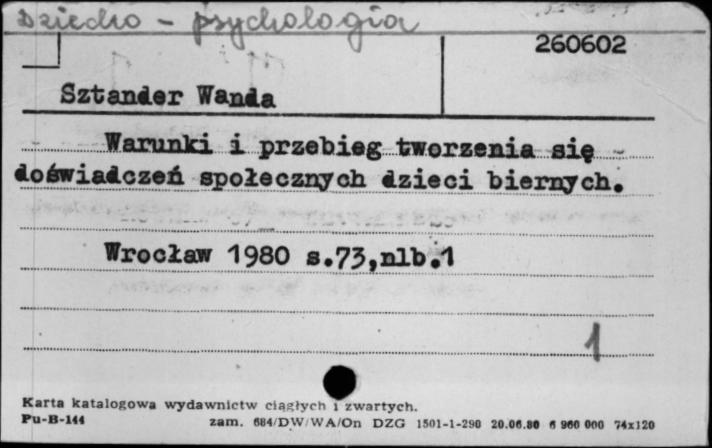 Dziecko - psychologia
260602
Sztander Wanda
Warunki i przebieg tworzenia się
doświadczeń społecznych dzieci biernych.
Wrocław 1980 s.73,nlb.1
1
Karta katalogowa wydawnictw ciągłych i zwartych.
Pu-B-144 zam. 684/DW/WA/On DZG 1501-1-290 20.06.80 6 960 000 74x120